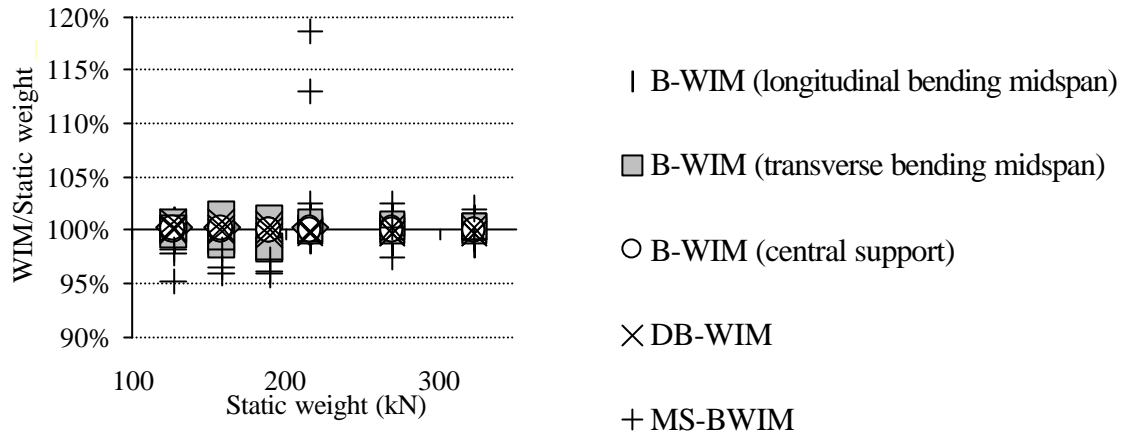 120%
115%
110%
105%
100%
95%
90%
WIM/Static weight
100
200
300
Static weight (kN)
B-WIM (longitudinal bending midspan)
B-WIM (transverse bending midspan)
B-WIM (central support)
DB-WIM
MS-BWIM